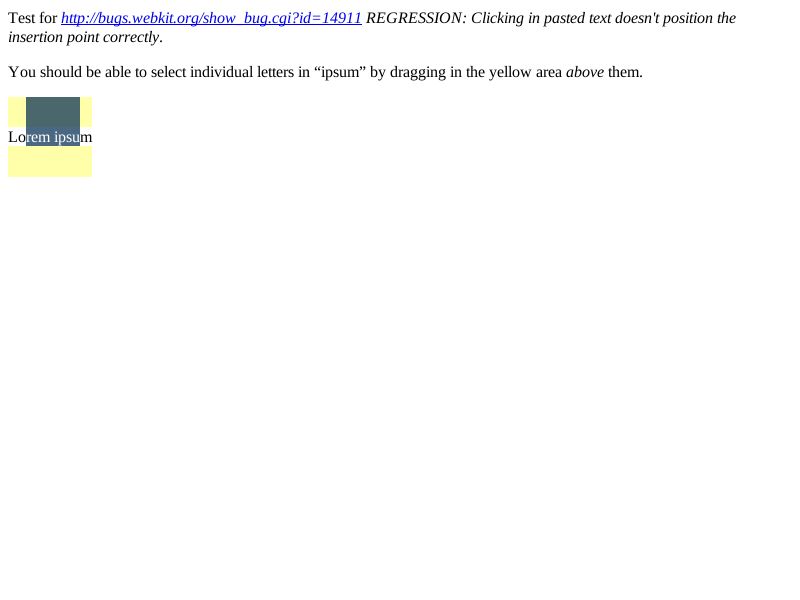 Test for http://bugs.webkit.org/show_bug.cgi?id=14911 REGRESSION: Clicking in pasted text doesn't position the
insertion point correctly.
You should be able to select individual letters in “ipsum” by dragging in the yellow area above them.
Lorem ipsum